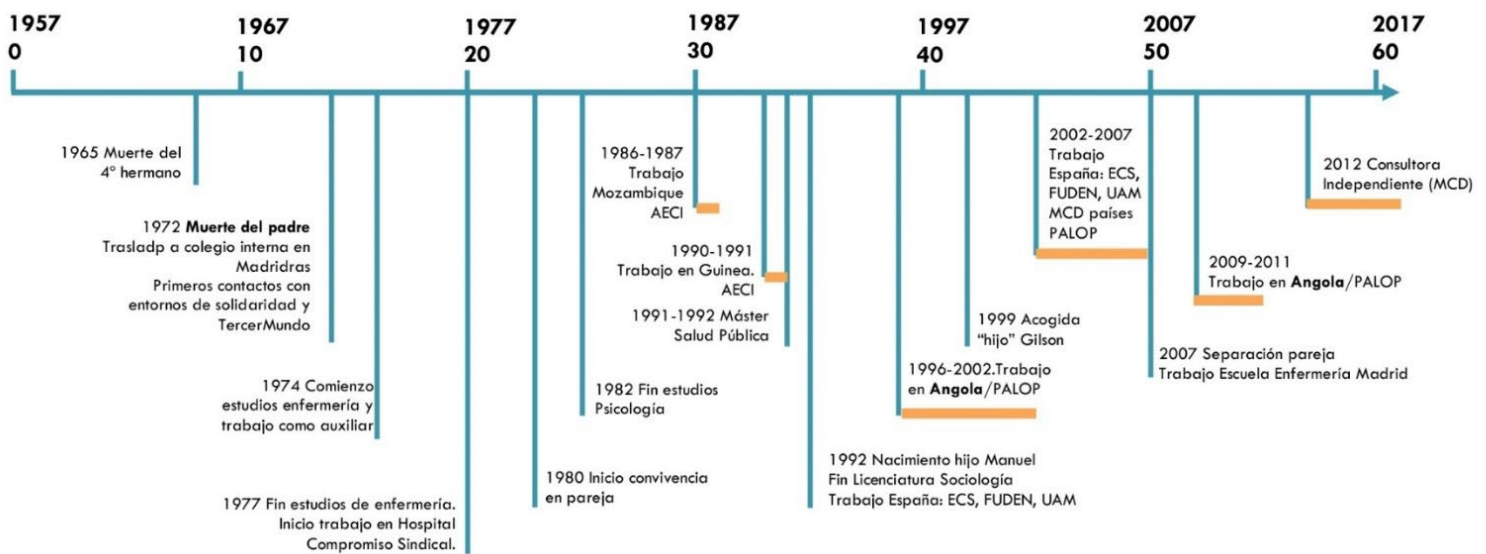 1957
0
1967
10
1977
20
1987
30
1997
40
2007
50
2017
60
1965 Muerte del
4º hermano
1972 Muerte del padre
Trasladp a colegio interna en
Madridras
Primeros contactos con
entornos de solidaridad y
TercerMundo
1974 Comienzo
estudios enfermería y
trabajo como auxiliar
1977 Fin estudios de enfermería.
Inicio trabajo en Hospital
Compromiso Sindical.
1980 Inicio convivencia
en pareja
1982 Fin estudios
Psicología
1986-1987
Trabajo
Mozambique
AECI
1990-1991
Trabajo en Guinea.
AECI
1991-1992 Máster
Salud Pública
1992 Nacimiento hijo Manuel
Fin Licenciatura Sociología
Trabajo España: ECS, FUDEN, UAM
1996-2002.Trabajo
en Angola/PALOP
1999 Acogida
“hijo” Gilson
2002-2007
Trabajo
España: ECS,
FUDEN, UAM
MCD países
PALOP
2007 Separación pareja
Trabajo Escuela Enfermería Madrid
2009-2011
Trabajo en Angola/PALOP
2012 Consultora
Independiente (MCD)